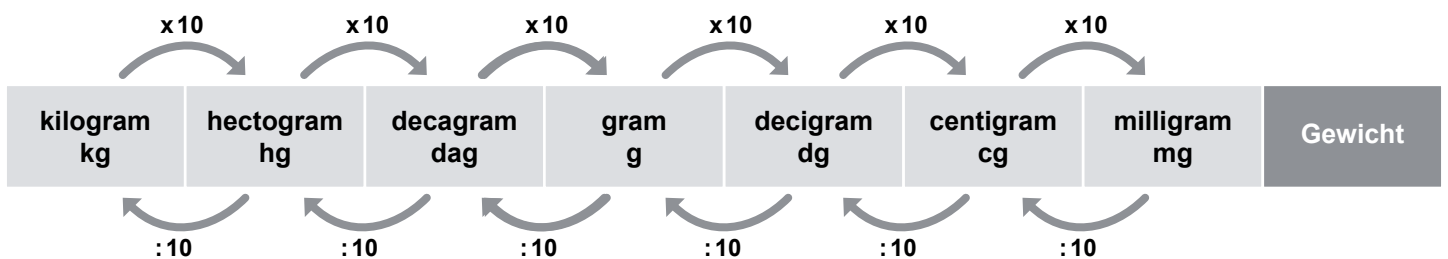 x10 x10 x10 x10 x10 x10
kilogram hectogram decagram gram decigram centigram milligram Gewicht
kg hg dag g dg cg mg
:10 :10 :10 :10 :10 :10